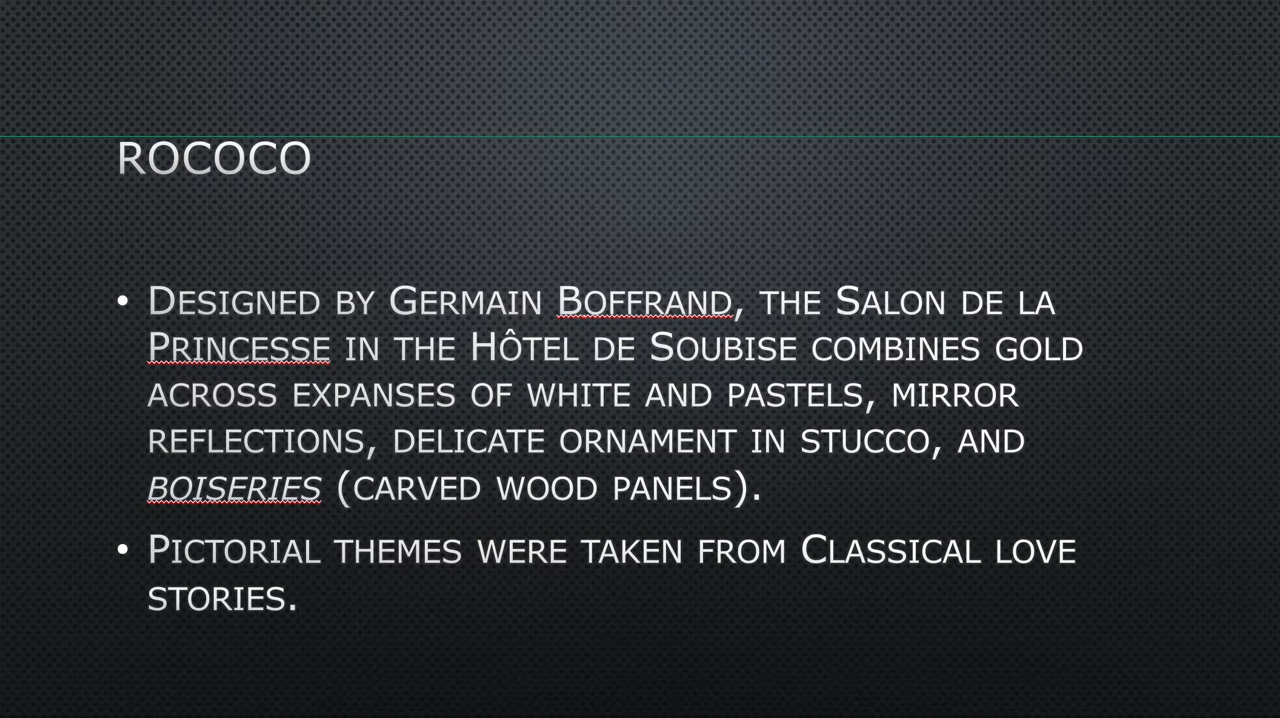 ROCOCO
• DESIGNED BY GERMAIN BOFFRAND, THE SALON DE LA
PRINCESSE IN THE HÔTEL DE SOUBISE COMBINES GOLD
ACROSS EXPANSES OF WHITE AND PASTELS, MIRROR
REFLECTIONS, DELICATE ORNAMENT IN STUCCO, AND
BOISERIES (CARVED WOOD PANELS).
• PICTORIAL THEMES WERE TAKEN FROM CLASSICAL LOVE
STORIES.